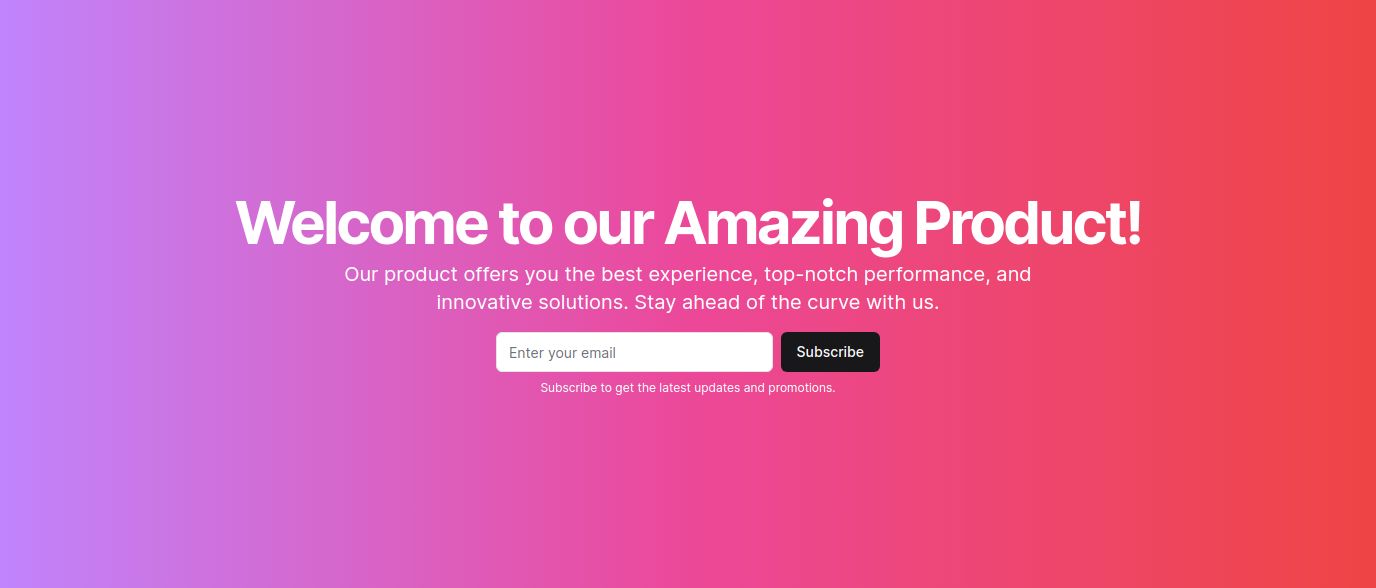 Welcome to our Amazing Product!
Our product offers you the best experience, top-notch performance, and
innovative solutions. Stay ahead of the curve with us.
Enter your email
Subscribe
Subscribe to get the latest updates and promotions.